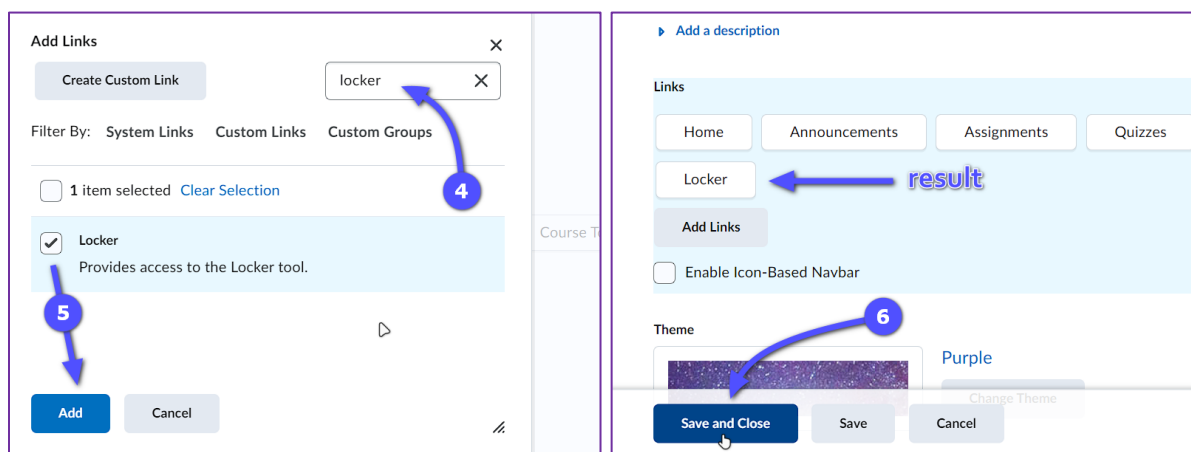 Add Links
Create Custom Link
locker
Filter By: System Links Custom Links Custom Groups
4
1 item selected Clear Selection
Locker
Provides access to the Locker tool.
5
Add Cancel
Course
Add a description
Links
Home Announcements Assignments Quizzes
Locker result
Add Links
Enable Icon-Based Navbar
6
Theme
Purple
Change Theme
Save and Close Save Cancel